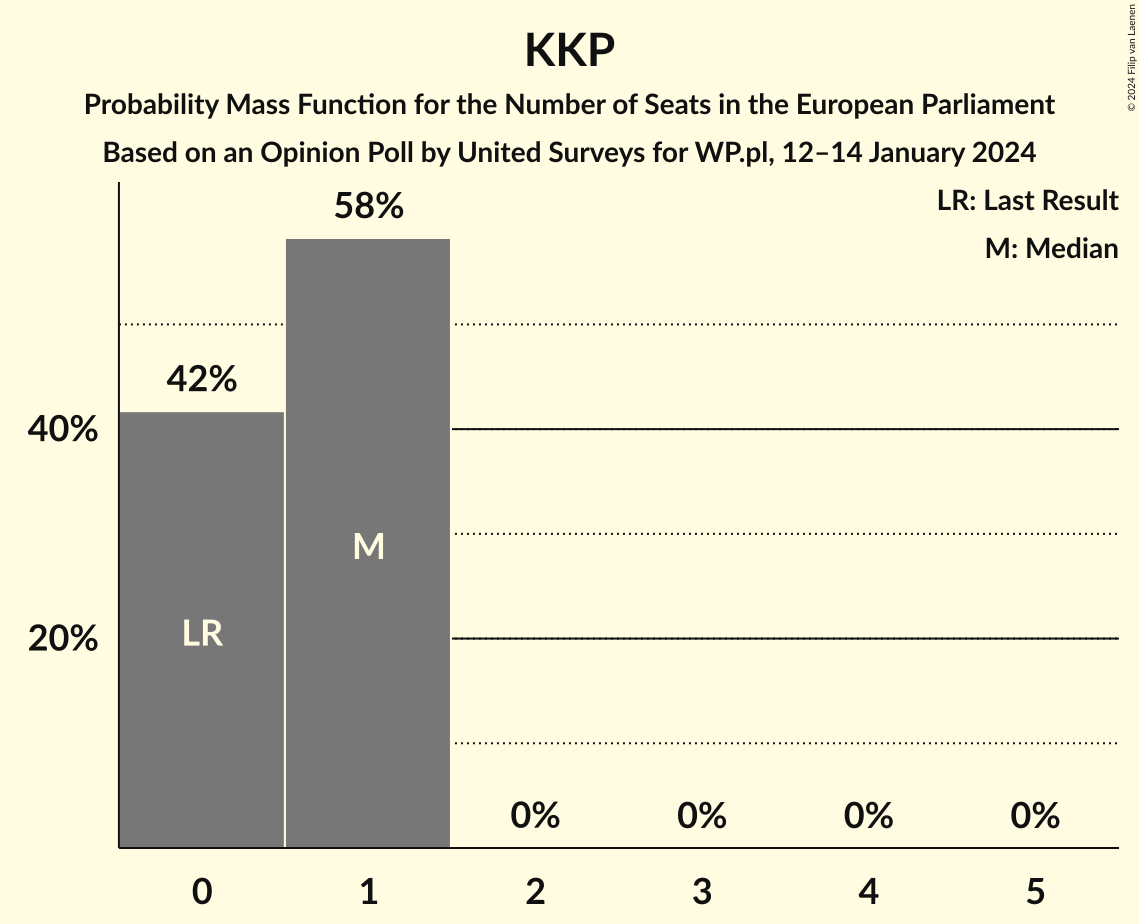 KKP
Probability Mass Function for the Number of Seats in the European Parliament
Based on an Opinion Poll by United Surveys for WP.pl, 12–14 January 2024
© 2024 Filip van Laenen
LR: Last Result
M: Median
58%
42%
40%
20%
M
LR
0% 0% 0% 0%
0 1 2 3 4 5